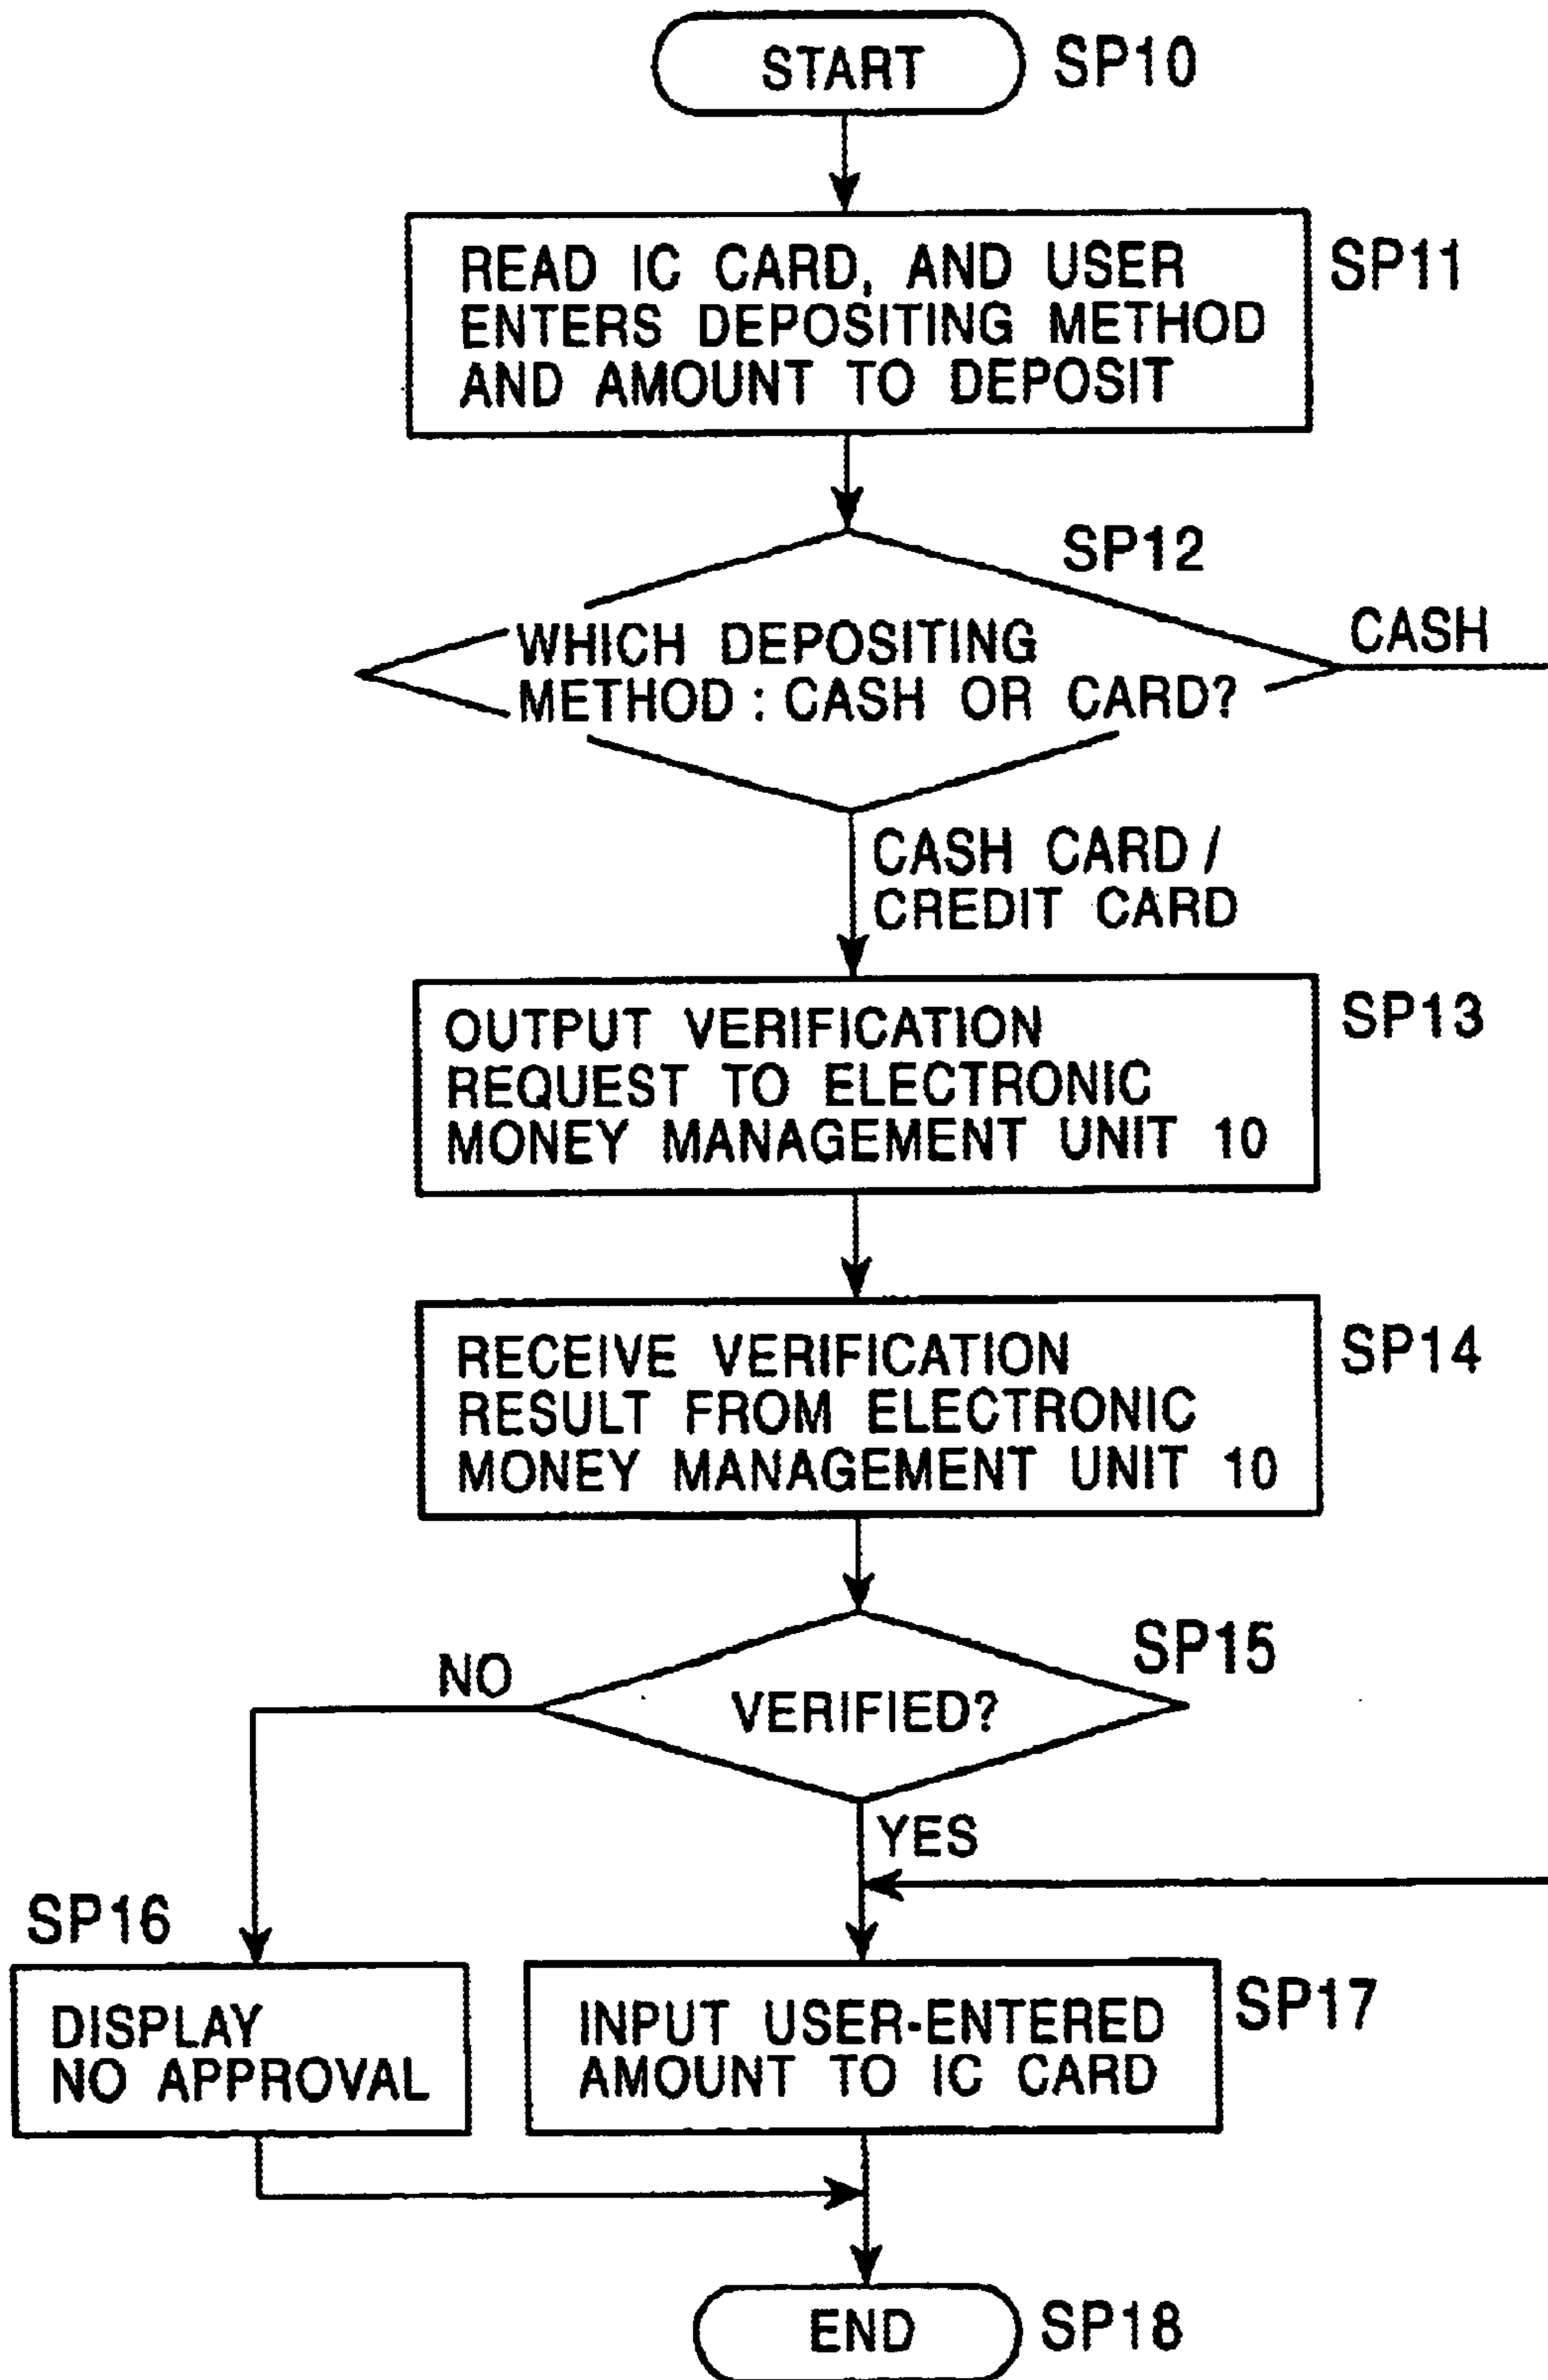 START
SP10
READ IC CARD, AND USER
ENTERS DEPOSITING METHOD
AND AMOUNT TO DEPOSIT
SP11
SP12
WHICH DEPOSITING
METHOD : CASH OR CARD?
CASH
CASH CARD /
CREDIT CARD
OUTPUT VERIFICATION
REQUEST TO ELECTRONIC
MONEY MANAGEMENT UNIT 10
SP13
RECEIVE VERIFICATION
RESULT FROM ELECTRONIC
MONEY MANAGEMENT UNIT 10
SP14
SP15
NO
VERIFIED?
YES
SP16
DISPLAY
NO APPROVAL
INPUT USER-ENTERED
AMOUNT TO IC CARD
SP17
END
SP18